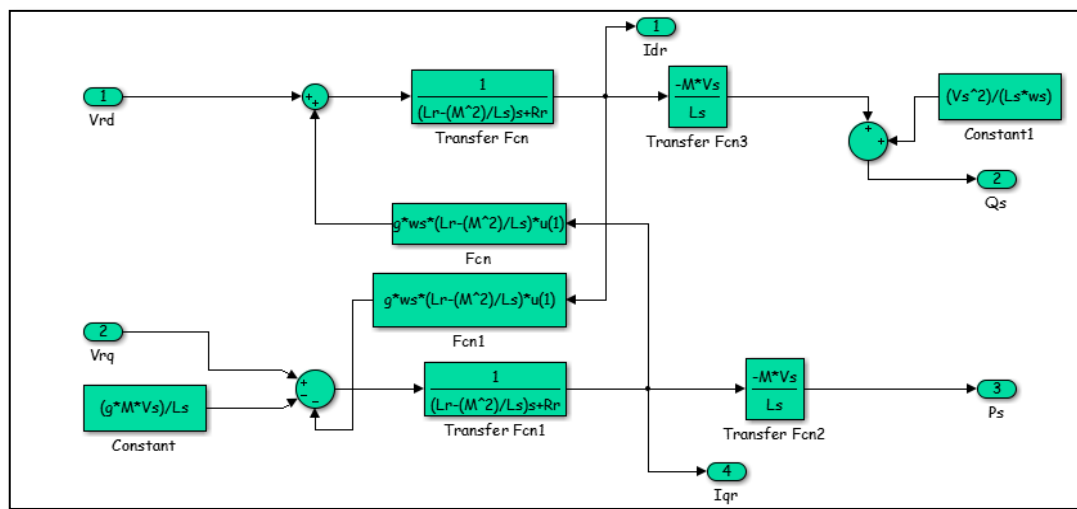 1
Idr
1
Vrd
+
+
1
(Lr-(M^2)/Ls)s+Rr
Transfer Fcn
-M*Vs
Ls
Transfer Fcn3
(Vs^2)/(Ls*ws)
Constant1
+
+
2
Qs
g*ws*(Lr-(M^2)/Ls)*u(1)
Fcn
g*ws*(Lr-(M^2)/Ls)*u(1)
Fcn1
2
Vrq
(g*M*Vs)/Ls
Constant
+
-
-
1
(Lr-(M^2)/Ls)s+Rr
Transfer Fcn1
-M*Vs
Ls
Transfer Fcn2
3
Ps
4
Iqr